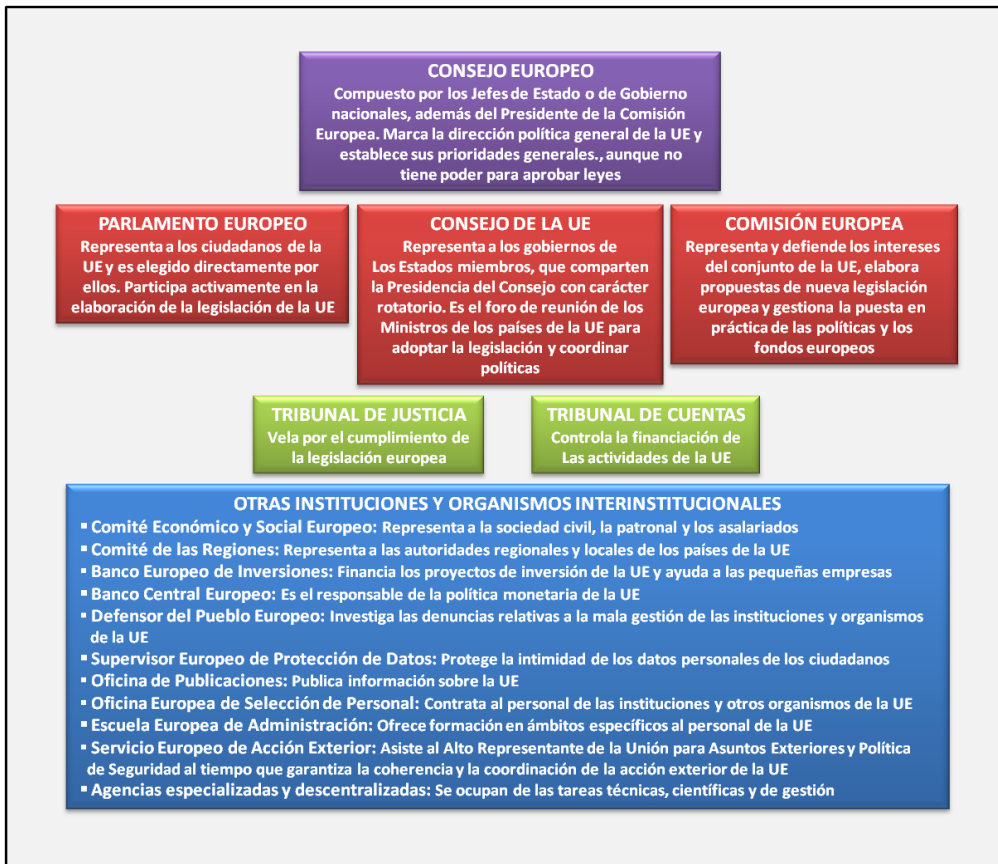 CONSEJO EUROPEO
Compuesto por los Jefes de Estado o de Gobierno
nacionales, además del Presidente de la Comisión
Europea. Marca la dirección política general de la UE y
establece sus prioridades generales., aunque no
tiene poder para aprobar leyes
PARLAMENTO EUROPEO
Representa a los ciudadanos de la
UE y es elegido directamente por
ellos. Participa activamente en la
elaboración de la legislación de la UE
CONSEJO DE LA UE
Representa a los gobiernos de
Los Estados miembros, que comparten
la Presidencia del Consejo con carácter
rotatorio. Es el foro de reunión de los
Ministros de los países de la UE para
adoptar la legislación y coordinar
políticas
COMISIÓN EUROPEA
Representa y defiende los intereses
del conjunto de la UE, elabora
propuestas de nueva legislación
europea y gestiona la puesta en
práctica de las políticas y los
fondos europeos
TRIBUNAL DE JUSTICIA
Vela por el cumplimiento de
la legislación europea
TRIBUNAL DE CUENTAS
Controla la financiación de
Las actividades de la UE
OTRAS INSTITUCIONES Y ORGANISMOS INTERINSTITUCIONALES
▪ Comité Económico y Social Europeo: Representa a la sociedad civil, la patronal y los asalariados
▪ Comité de las Regiones: Representa a las autoridades regionales y locales de los países de la UE
▪ Banco Europeo de Inversiones: Financia los proyectos de inversión de la UE y ayuda a las pequeñas empresas
▪ Banco Central Europeo: Es el responsable de la política monetaria de la UE
▪ Defensor del Pueblo Europeo: Investiga las denuncias relativas a la mala gestión de las instituciones y organismos
de la UE
▪ Supervisor Europeo de Protección de Datos: Protege la intimidad de los datos personales de los ciudadanos
▪ Oficina de Publicaciones: Publica información sobre la UE
▪ Oficina Europea de Selección de Personal: Contrata al personal de las instituciones y otros organismos de la UE
▪ Escuela Europea de Administración: Ofrece formación en ámbitos específicos al personal de la UE
▪ Servicio Europeo de Acción Exterior: Asiste al Alto Representante de la Unión para Asuntos Exteriores y Política
de Seguridad al tiempo que garantiza la coherencia y la coordinación de la acción exterior de la UE
▪ Agencias especializadas y descentralizadas: Se ocupan de las tareas técnicas, científicas y de gestión